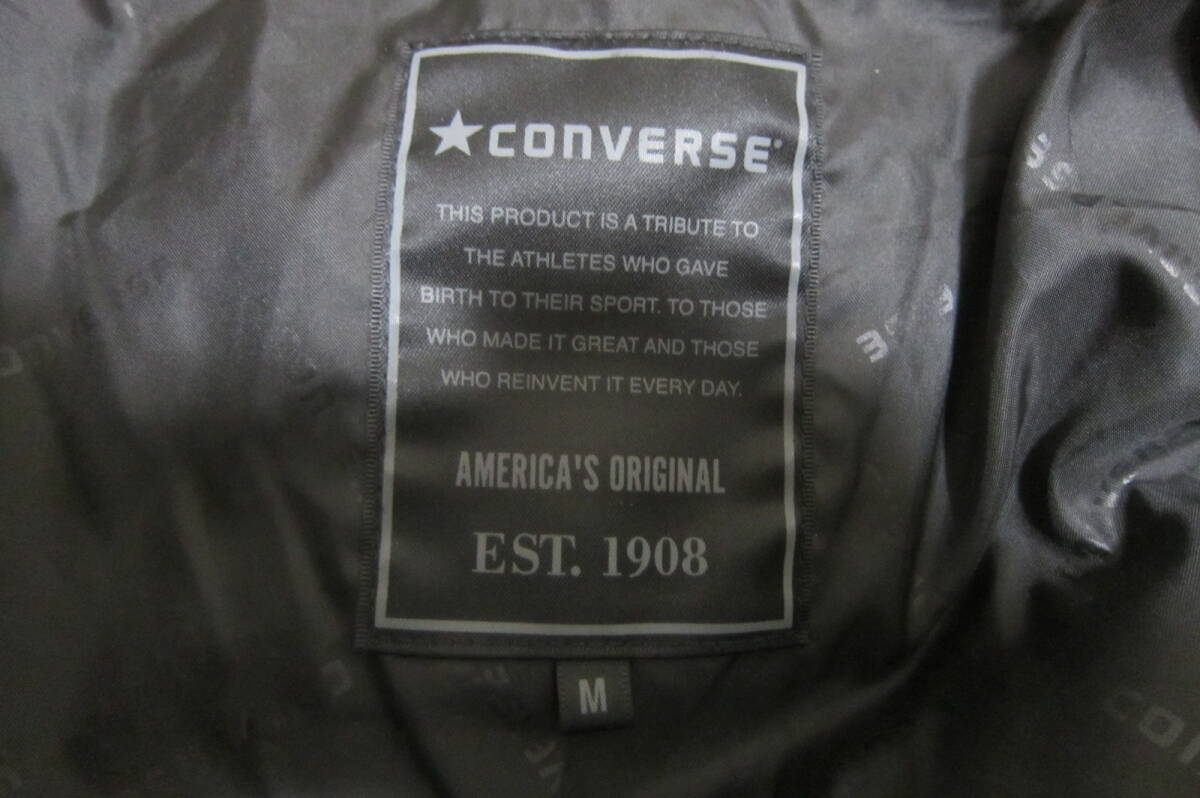 CONVERSE
THIS PRODUCT IS A TRIBUTE TO
THE ATHLETES WHO GAVE
BIRTH TO THEIR SPORT. TO THOSE
WHO MADE IT GREAT AND THOSE
WHO REINVENT IT EVERY DAY.
AMERICA'S ORIGINAL
EST. 1908
M